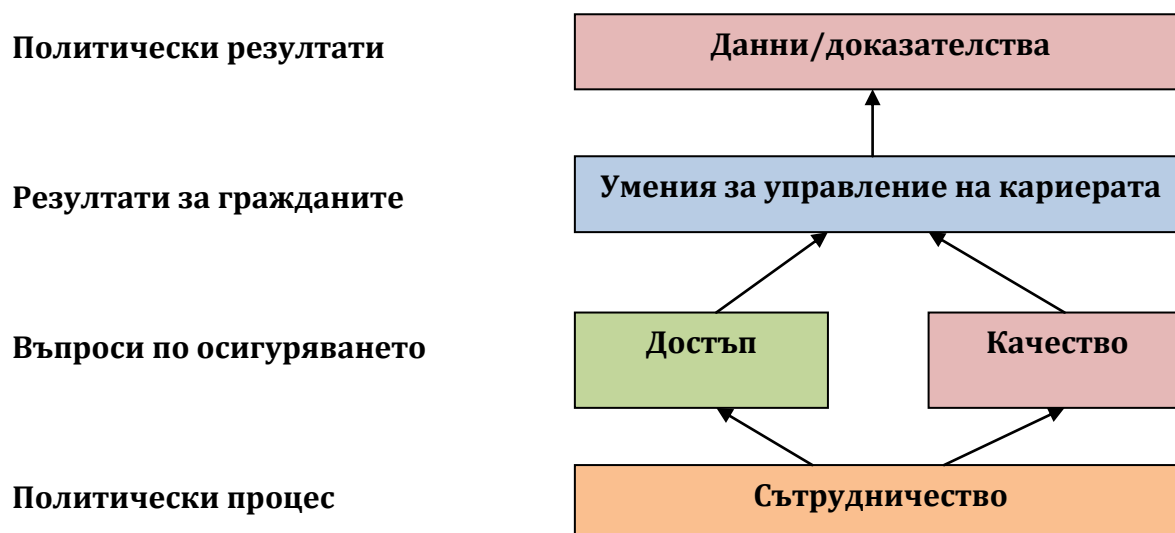 Политически резултати
Данни/доказателства
Резултати за гражданите
Умения за управление на кариерата
Въпроси по осигуряването
Достъп
Качество
Политически процес
Сътрудничество